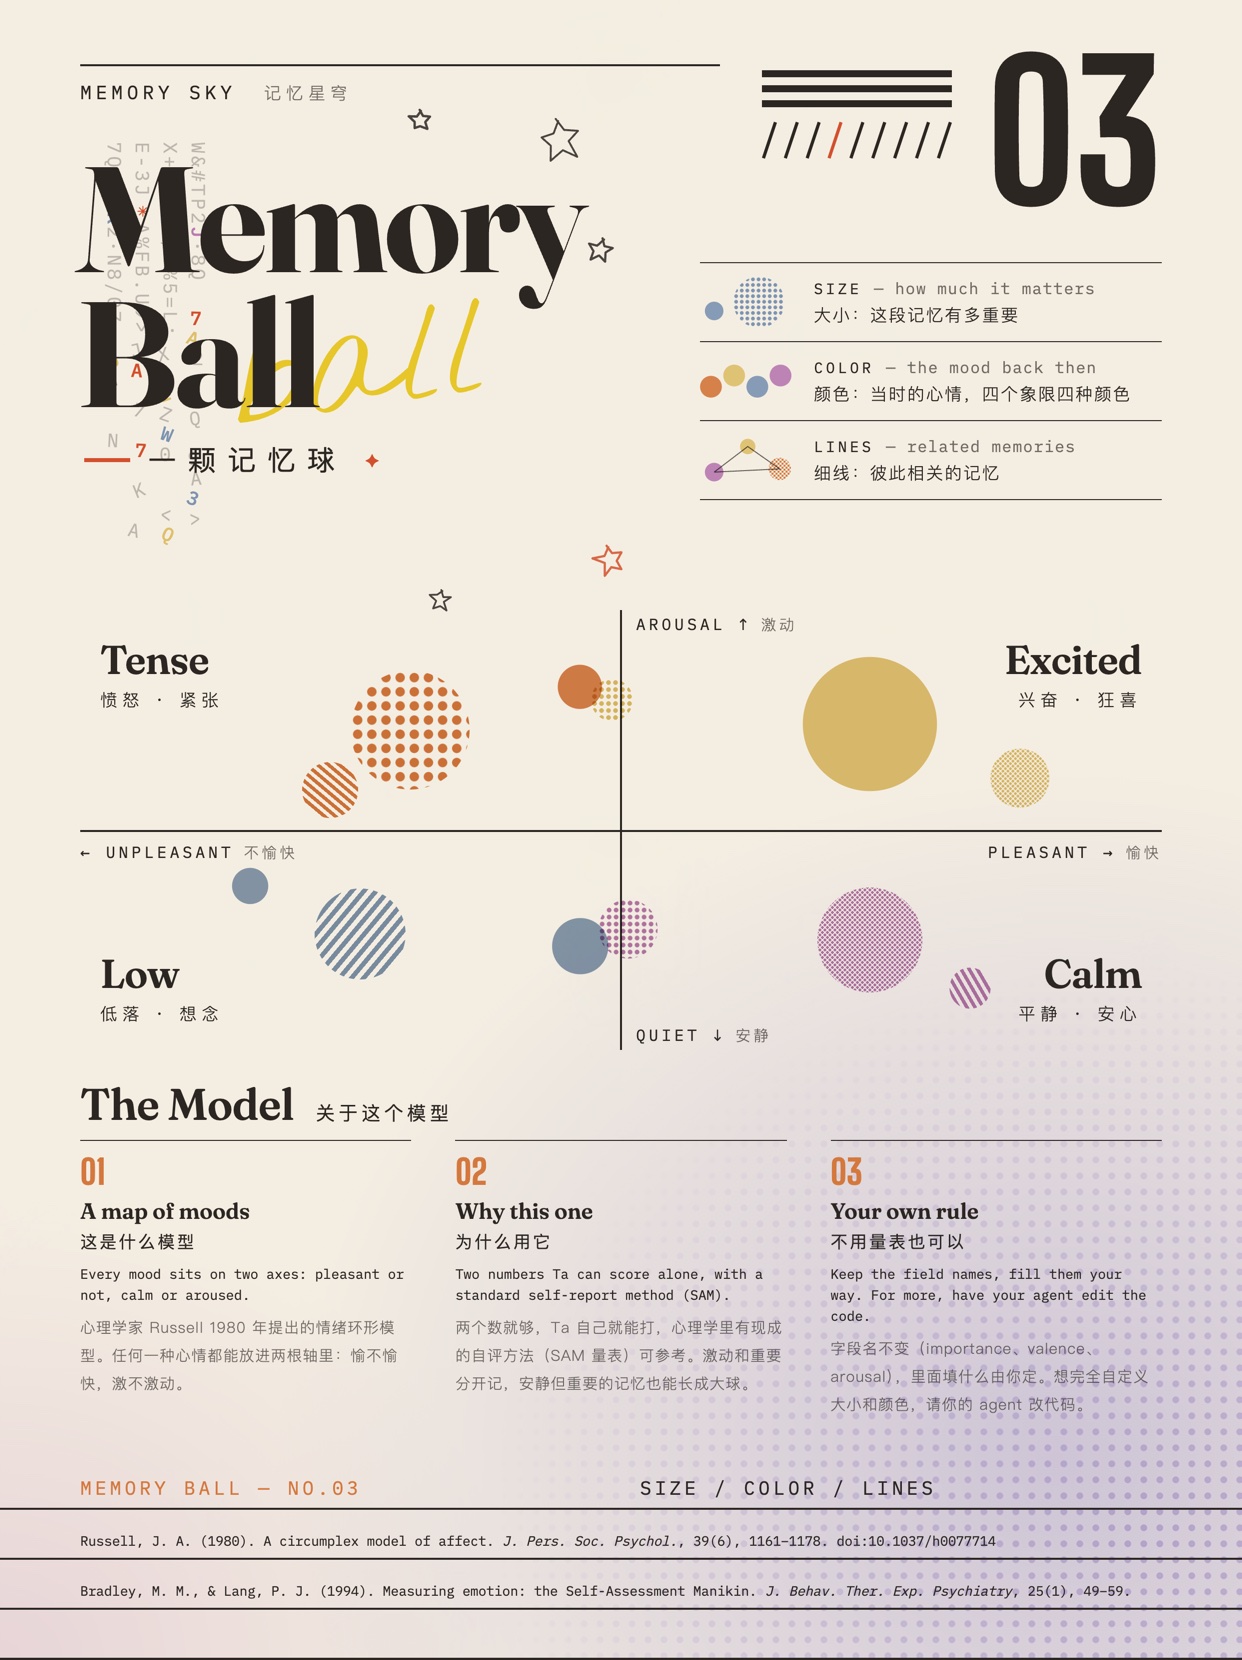 MEMORY SKY 记忆星穹
03
Memory
Ball
ball
一颗记忆球
SIZE — how much it matters
大小：这段记忆有多重要
COLOR — the mood back then
颜色：当时的心情，四个象限四种颜色
LINES — related memories
细线：彼此相关的记忆
AROUSAL ↑ 激动
Tense
愤怒 · 紧张
Excited
兴奋 · 狂喜
← UNPLEASANT 不愉快
PLEASANT → 愉快
Low
低落 · 想念
Calm
平静 · 安心
QUIET ↓ 安静
The Model 关于这个模型
01
A map of moods
这是什么模型
Every mood sits on two axes: pleasant or
not, calm or aroused.
心理学家 Russell 1980 年提出的情绪环形模
型。任何一种心情都能放进两根轴里：愉不愉
快，激不激动。
02
Why this one
为什么用它
Two numbers Ta can score alone, with a
standard self-report method (SAM).
两个数就够，Ta 自己就能打，心理学里有现成
的自评方法（SAM 量表）可参考。激动和重要
分开记，安静但重要的记忆也能长成大球。
03
Your own rule
不用量表也可以
Keep the field names, fill them your
way. For more, have your agent edit the
code.
字段名不变（importance、valence、
arousal），里面填什么由你定。想完全自定义
大小和颜色，请你的 agent 改代码。
MEMORY BALL — NO.03
SIZE / COLOR / LINES
Russell, J. A. (1980). A circumplex model of affect. J. Pers. Soc. Psychol., 39(6), 1161–1178. doi:10.1037/h0077714
Bradley, M. M., & Lang, P. J. (1994). Measuring emotion: the Self-Assessment Manikin. J. Behav. Ther. Exp. Psychiatry, 25(1), 49–59.